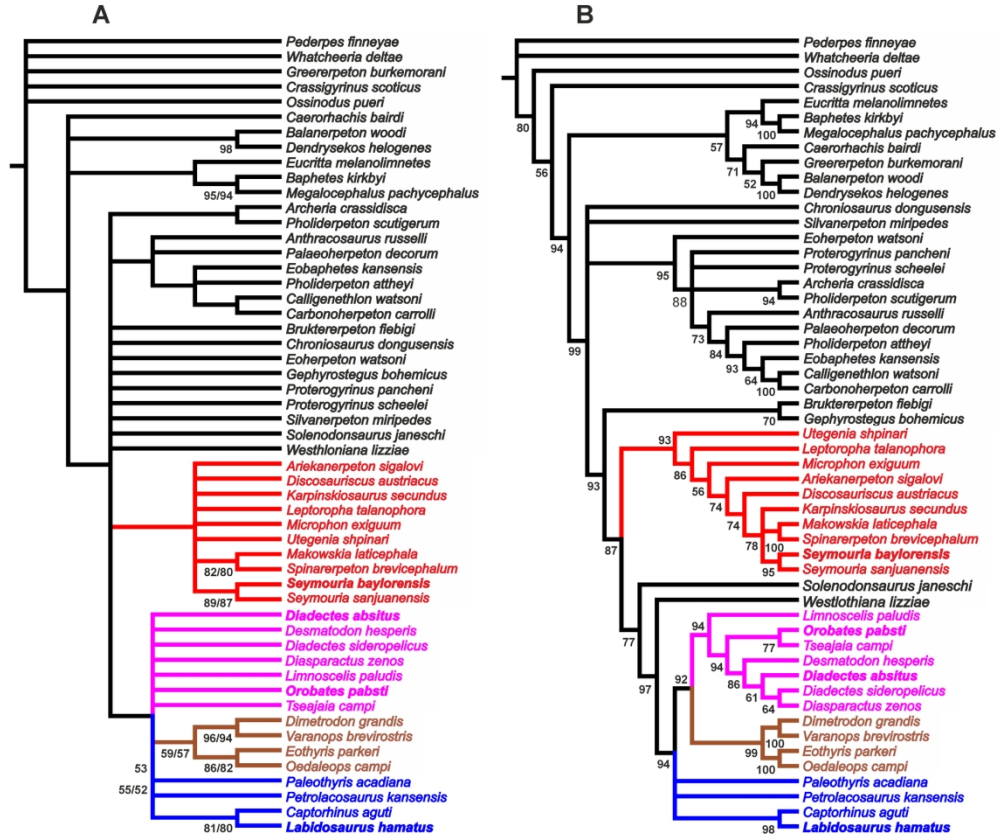 A
Pederpes finneyae
Whatcheeria deltae
Greererpeton burkemorani
Crassigyrinus scoticus
Ossinodus pueri
Caerorhachis bairdi
Balanerpeton woodi
98
Dendrysekos helogenes
Eucritta melanolimnetes
Baphetes kirkbyi
95/94
Megalocephalus pachycephalus
Archeria crassidisca
Pholiderpeton scutigerum
Anthracosaurus russelli
Palaeoherpeton decorum
Eobaphetes kansensis
Pholiderpeton attheyi
Calligenethlon watsoni
Carbonoherpeton carrolli
Bruktererpeton fiebigi
Chroniosaurus dongusensis
Eoherpeton watsoni
Gephyrostegus bohemicus
Proterogyrinus pancheni
Proterogyrinus scheelei
Silvanerpeton miripedes
Solenodonsaurus janeschi
Westhloniana lizziae
Ariekanerpeton sigalovi
Discosauriscus austriacus
Karpinskiosaurus secundus
Leptoropha talanophora
Microphon exiguum
Utegenia shpinari
Makowskia laticephala
82/80
Spinarerpeton brevicephalum
Seymouria baylorensis
89/87
Seymouria sanjuanensis
Diadectes absitus
Desmatodon hesperis
Diadectes sideropelicus
Diasparactus zenos
Limnoscelis paludis
Orobates pabsti
Tseajaia campi
Dimetrodon grandis
96/94
Varanops brevirostris
59/57
Eothyris parkeri
86/82
Oedaleops campi
53
55/52
Paleothyris acadiana
Petrolacosaurus kansensis
Captorhinus aguti
81/80
Labidosaurus hamatus
B
Pederpes finneyae
Whatcheeria deltae
Ossinodus pueri
80
Crassigyrinus scoticus
56
Eucritta melanolimnetes
94
Baphetes kirkbyi
100
Megalocephalus pachycephalus
57
Caerorhachis bairdi
71
Greererpeton burkemorani
52
Balanerpeton woodi
100
Dendrysekos helogenes
94
Chroniosaurus dongusensis
Silvanerpeton miripedes
Eoherpeton watsoni
95
Proterogyrinus pancheni
Proterogyrinus scheelei
88
Archeria crassidisca
94
Pholiderpeton scutigerum
Anthracosaurus russelli
73
Palaeoherpeton decorum
99
84
Pholiderpeton attheyi
93
Eobaphetes kansensis
64
Calligenethlon watsoni
100
Carbonoherpeton carrolli
Bruktererpeton fiebigi
70
Gephyrostegus bohemicus
93
93
Utegenia shpinari
Leptoropha talanophora
86
Microphon exiguum
56
Ariekanerpeton sigalovi
74
Discosauriscus austriacus
74
Karpinskiosaurus secundus
Makowskia laticephala
78
100
Spinarerpeton brevicephalum
Seymouria baylorensis
95
Seymouria sanjuanensis
87
Solenodonsaurus janeschi
Westlothiana lizziae
77
97
94
Limnoscelis paludis
Orobates pabsti
77
Tseajaia campi
94
Desmatodon hesperis
86
Diadectes absitus
61
Diadectes sideropelicus
64
Diasparactus zenos
92
Dimetrodon grandis
100
Varanops brevirostris
99
Eothyris parkeri
100
Oedaleops campi
94
Paleothyris acadiana
Petrolacosaurus kansensis
Captorhinus aguti
98
Labidosaurus hamatus